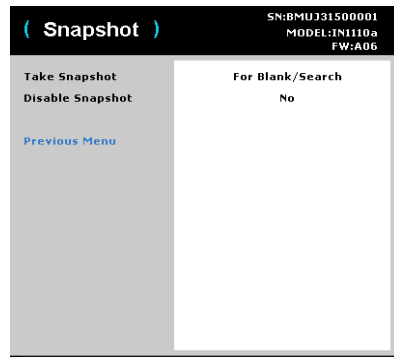 ( Snapshot )
SN:BMUJ31500001
MODEL:IN1110a
FW:A06
Take Snapshot For Blank/Search
Disable Snapshot No
Previous Menu